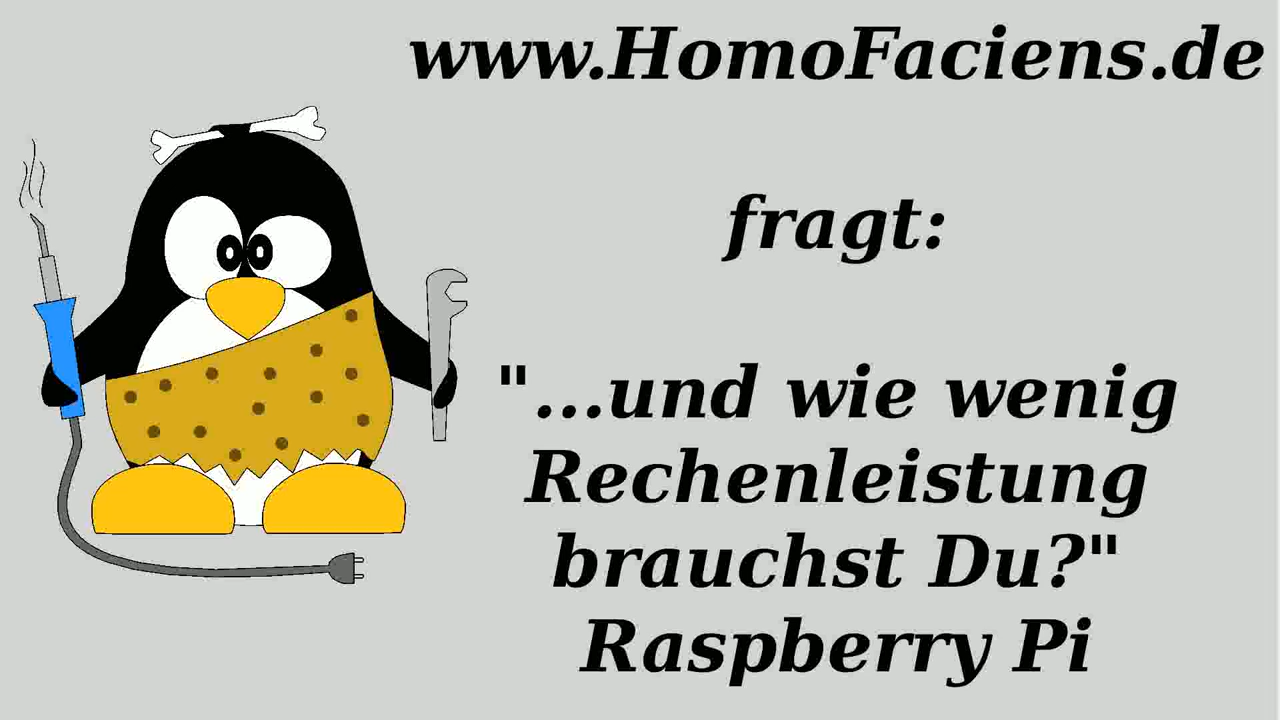 www.HomoFaciens.de
fragt:
"...und wie wenig
Rechenleistung
brauchst Du?"
Raspberry Pi